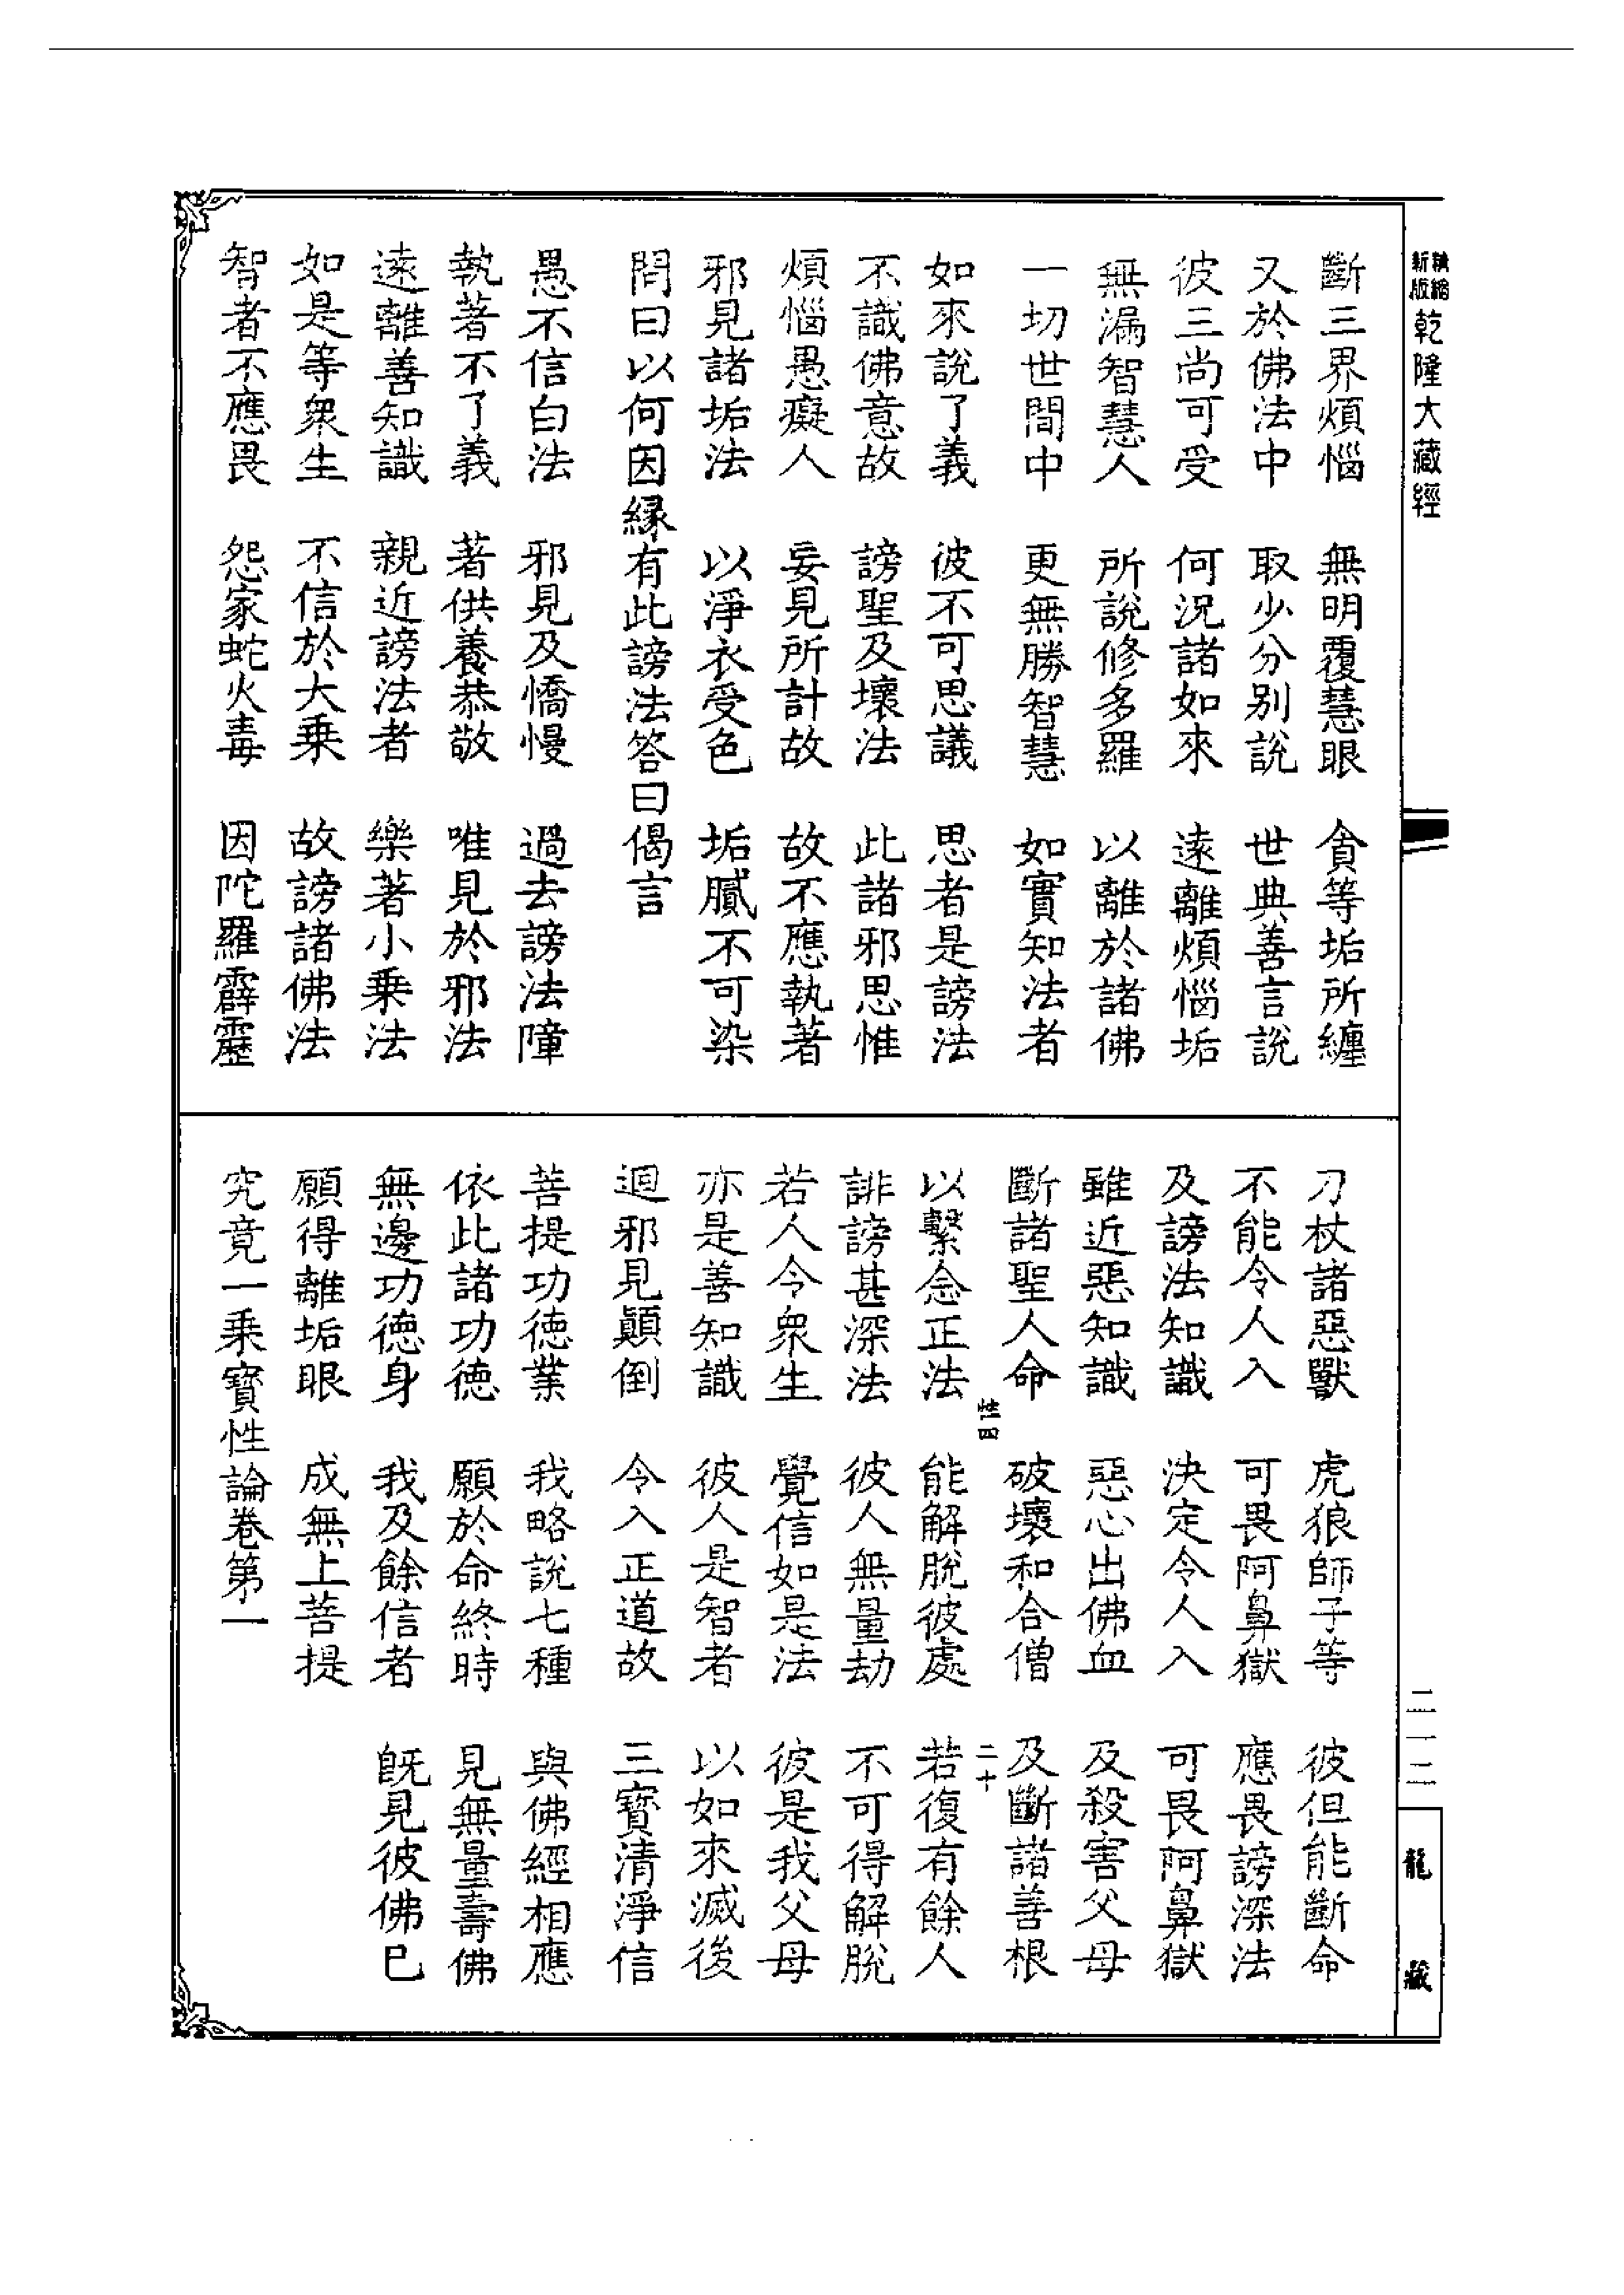 精縮
新版
乾隆大藏經
斷三界煩惱　無明覆慧眼　貪等垢所纏
又於佛法中　取少分別說　世典善言說
彼三尚可受　何況諸如來　遠離煩惱垢
無漏智慧人　所說修多羅　以離於諸佛
一切世間中　更無勝智慧　如實知法者
如來說了義　彼不可思議　思者是謗法
不識佛意故　謗聖及壞法　此諸邪思惟
煩惱愚癡人　妄見所計故　故不應執著
邪見諸垢法　以淨衣受色　垢膩不可染
問曰以何因緣有此謗法答曰偈言
愚不信白法　邪見及憍慢　過去謗法障
執著不了義　著供養恭敬　唯見於邪法
遠離善知識　親近謗法者　樂著小乘法
如是等衆生　不信於大乘　故謗諸佛法
智者不應畏　怨家蛇火毒　因陀羅霹靂
刀杖諸惡獸　虎狼師子等　彼但能斷命
不能令人入　可畏阿鼻獄　應畏謗深法
及謗法知識　決定令人入　可畏阿鼻獄
雖近惡知識　惡心出佛血　及殺害父母
斷諸聖人命　破壞和合僧　及斷諸善根
性四　二十
以繫念正法　能解脫彼處　若復有餘人
誹謗甚深法　彼人無量劫　不可得解脫
若人令衆生　覺信如是法　彼是我父母
亦是善知識　彼人是智者　以如來滅後
迴邪見顛倒　令入正道故　三寶清淨信
菩提功德業　我略說七種　與佛經相應
依此諸功德　願於命終時　見無量壽佛
無邊功德身　我及餘信者　既見彼佛已
願得離垢眼　成無上菩提
究竟一乘寶性論卷第一
二一二
龍藏